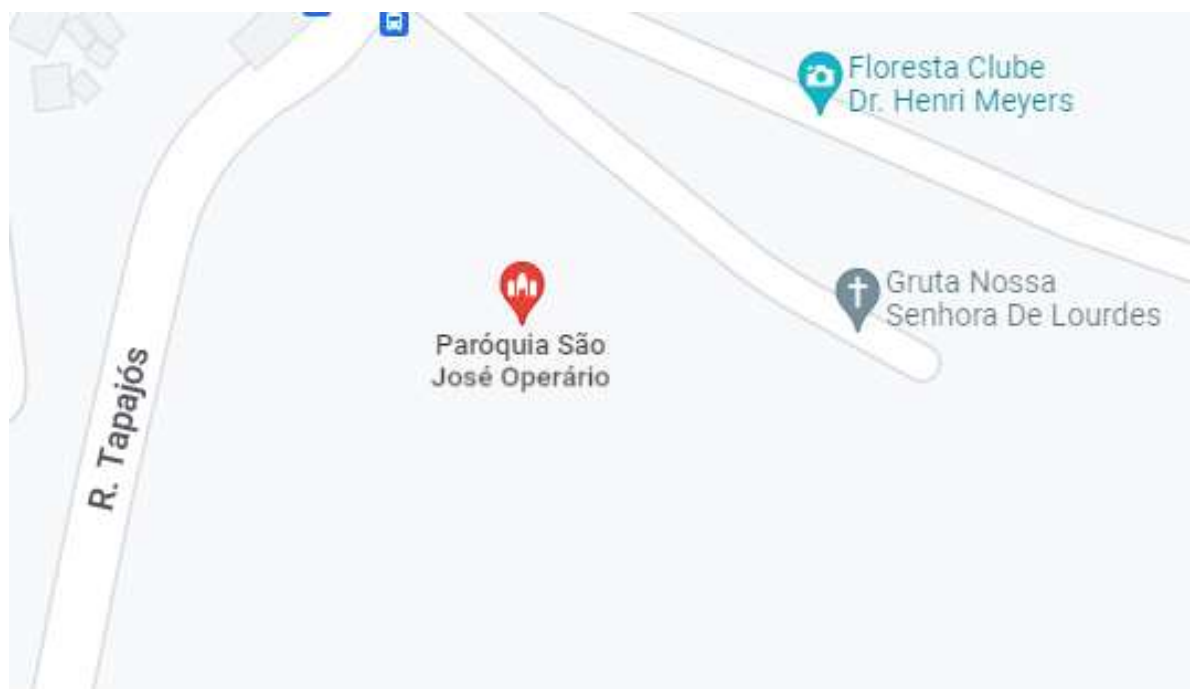 Floresta Clube
Dr. Henri Meyers
Gruta Nossa
Senhora De Lourdes
Paróquia São
José Operário
R. Tapajós